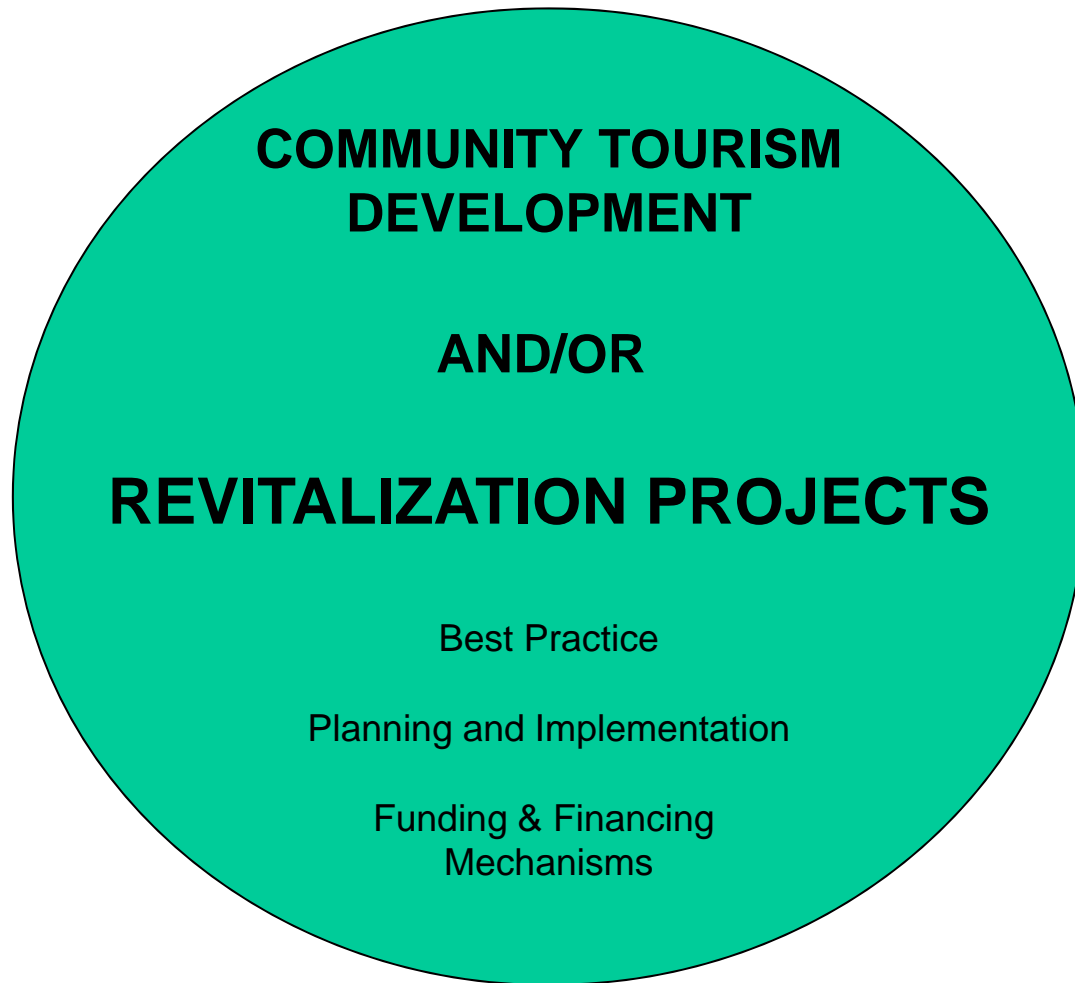 COMMUNITY TOURISM
DEVELOPMENT
AND/OR
REVITALIZATION PROJECTS
Best Practice
Planning and Implementation
Funding & Financing
Mechanisms